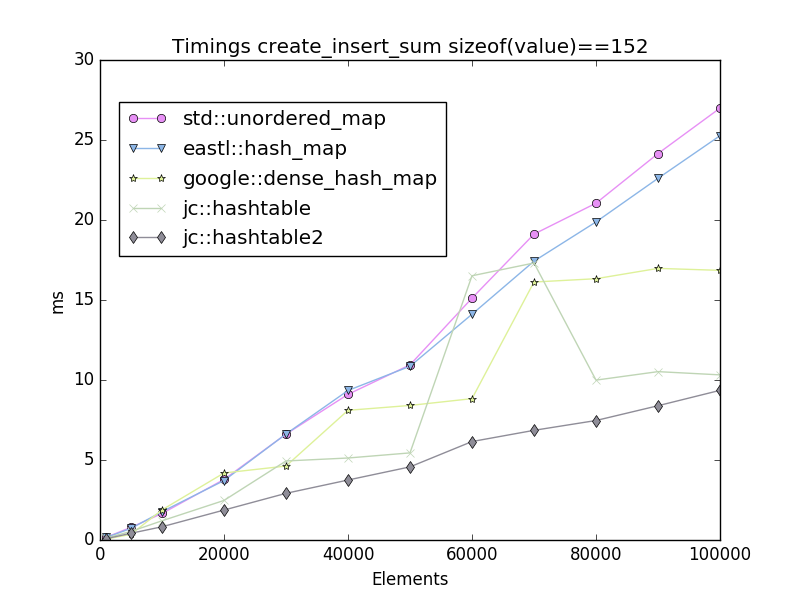 Timings create_insert_sum sizeof(value)==152
30
25
20
15
10
5
0
ms
std::unordered_map
eastl::hash_map
google::dense_hash_map
jc::hashtable
jc::hashtable2
0 20000 40000 60000 80000 100000
Elements